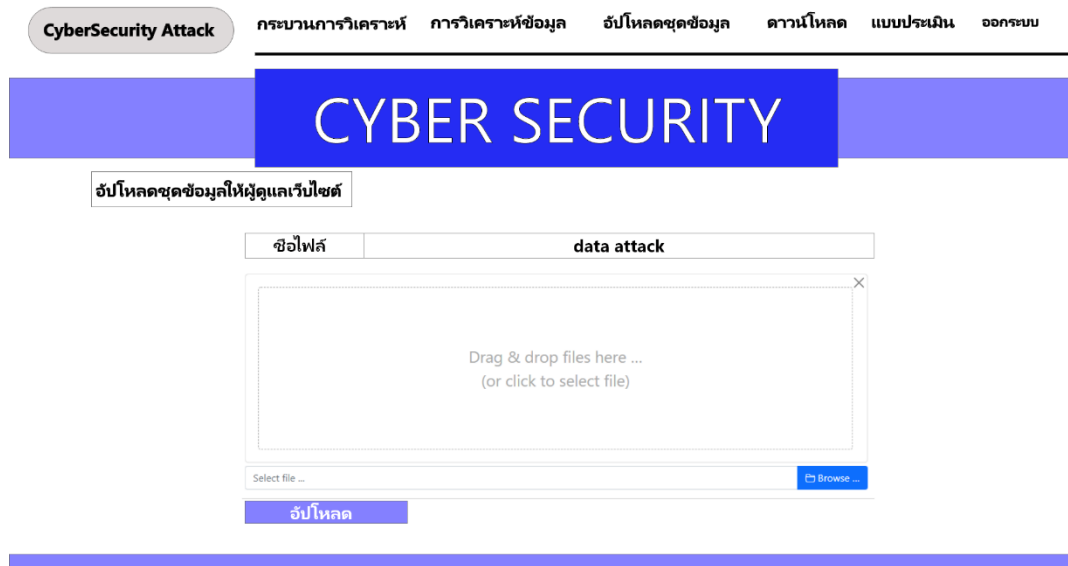 CyberSecurity Attack กระบวนการวิเคราะห์ การวิเคราะห์ข้อมูล อัปโหลดชุดข้อมูล ดาวน์โหลด แบบประเมิน ออกระบบ
CYBER SECURITY
อัปโหลดชุดข้อมูลให้ผู้ดูแลเว็บไซต์
ชือไฟล์ data attack
Drag & drop files here ...
(or click to select file)
Select file ... Browse ...
อัปโหลด